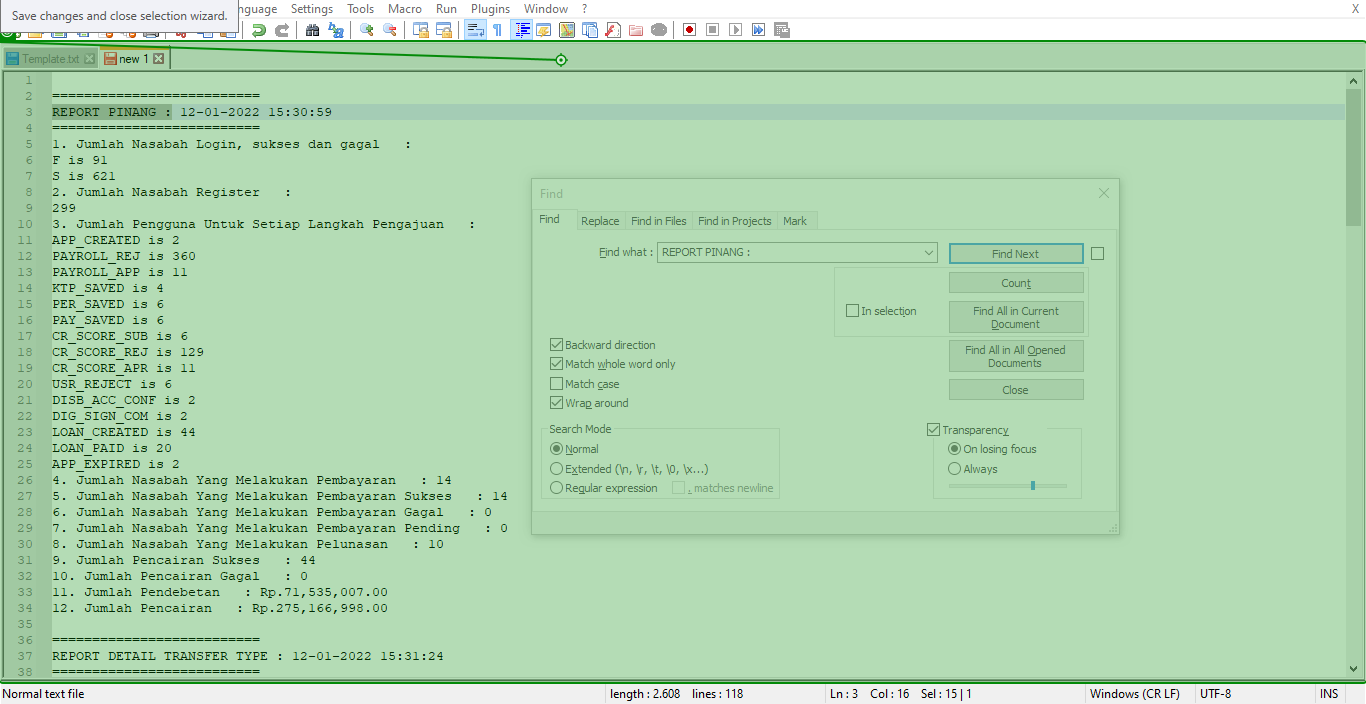 Save changes and close selection wizard.
nguage Settings Tools Macro Run Plugins Window ? X
Template.txt new 1
1
2 ==========================
3 REPORT PINANG : 12-01-2022 15:30:59
4 ==========================
5 1. Jumlah Nasabah Login, sukses dan gagal :
6 F is 91
7 S is 621
8 2. Jumlah Nasabah Register :
9 299
10 3. Jumlah Pengguna Untuk Setiap Langkah Pengajuan :
11 APP_CREATED is 2
12 PAYROLL_REJ is 360
13 PAYROLL_APP is 11
14 KTP_SAVED is 4
15 PER_SAVED is 6
16 PAY_SAVED is 6
17 CR_SCORE_SUB is 6
18 CR_SCORE_REJ is 129
19 CR_SCORE_APR is 11
20 USR_REJECT is 6
21 DISB_ACC_CONF is 2
22 DIG_SIGN_COM is 2
23 LOAN_CREATED is 44
24 LOAN_PAID is 20
25 APP_EXPIRED is 2
26 4. Jumlah Nasabah Yang Melakukan Pembayaran : 14
27 5. Jumlah Nasabah Yang Melakukan Pembayaran Sukses : 14
28 6. Jumlah Nasabah Yang Melakukan Pembayaran Gagal : 0
29 7. Jumlah Nasabah Yang Melakukan Pembayaran Pending : 0
30 8. Jumlah Nasabah Yang Melakukan Pelunasan : 10
31 9. Jumlah Pencairan Sukses : 44
32 10. Jumlah Pencairan Gagal : 0
33 11. Jumlah Pendebetan : Rp.71,535,007.00
34 12. Jumlah Pencairan : Rp.275,166,998.00
35
36 ==========================
37 REPORT DETAIL TRANSFER TYPE : 12-01-2022 15:31:24
38 ==========================
Find
Find Replace Find in Files Find in Projects Mark
Find what : REPORT PINANG : Find Next
Count
In selection
Find All in Current
Document
Backward direction
Find All in All Opened
Documents
Match whole word only
Match case
Close
Wrap around
Search Mode
Transparency
Normal
On losing focus
Extended (\n, \r, \t, \0, \x...)
Always
Regular expression . matches newline
Normal text file length : 2.608 lines : 118 Ln : 3 Col : 16 Sel : 15 | 1 Windows (CR LF) UTF-8 INS